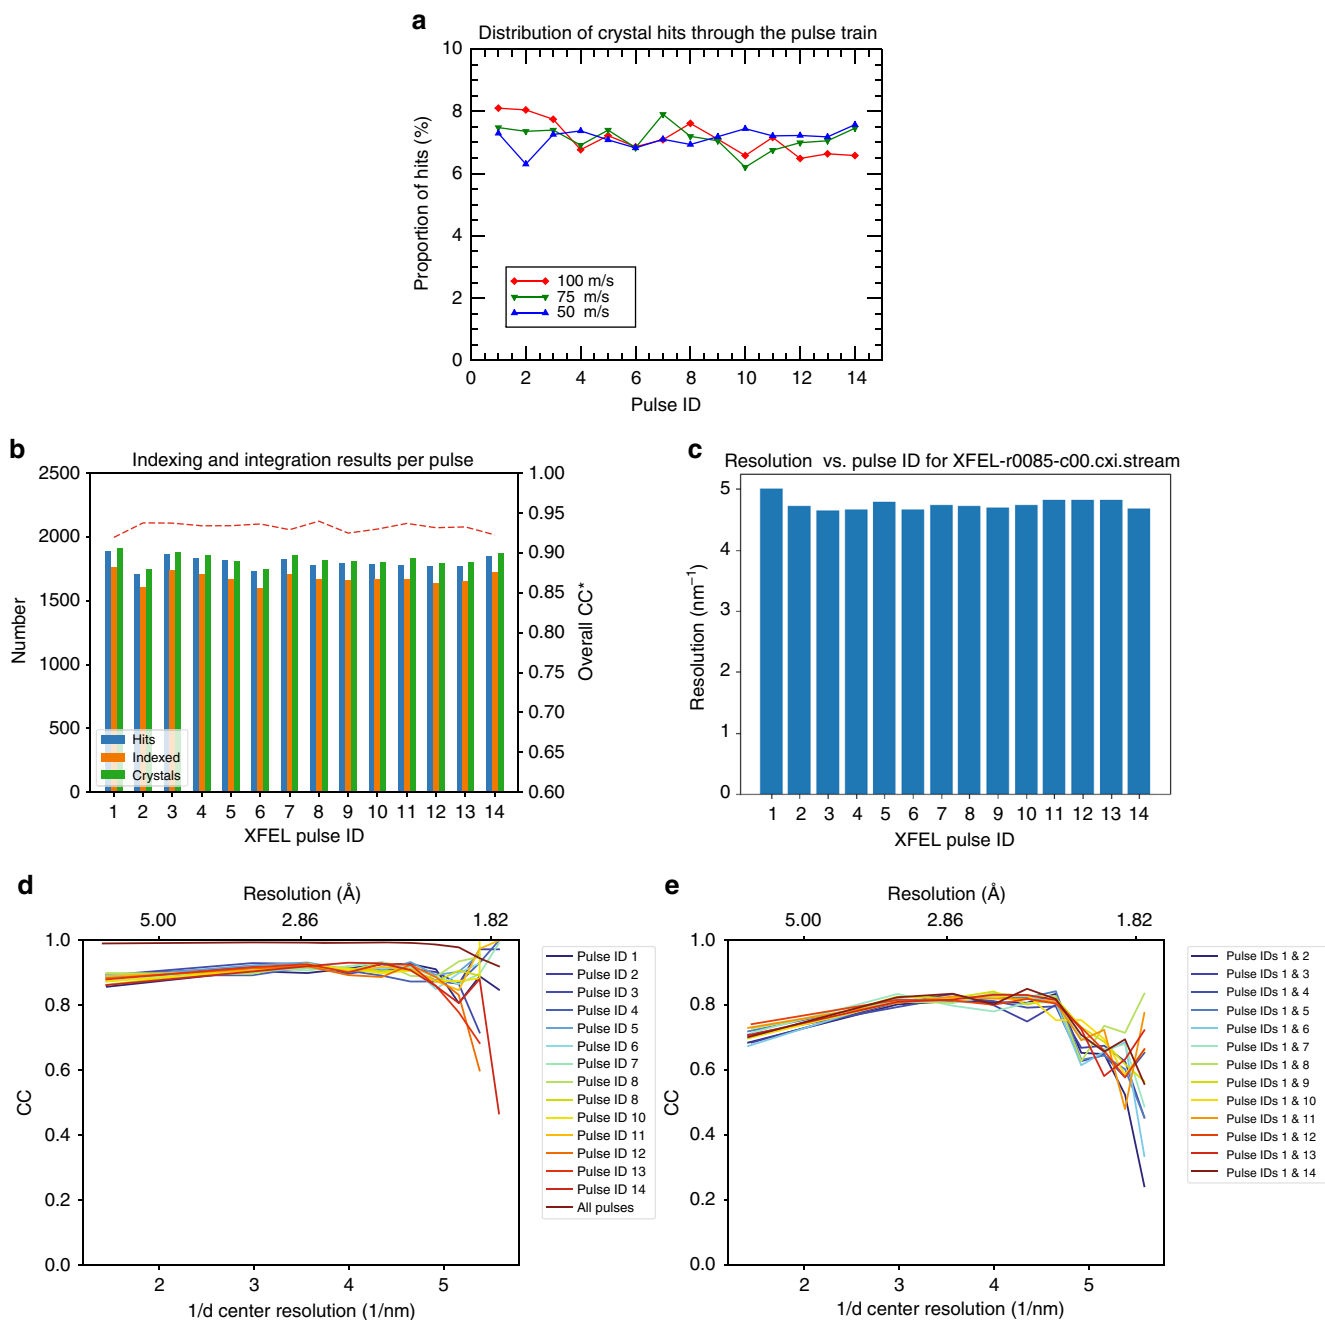 a
Distribution of crystal hits through the pulse train
10
8
6
4
2
0
Proportion of hits (%)
100 m/s
75 m/s
50 m/s
0 2 4 6 8 10 12 14
Pulse ID
b
Indexing and integration results per pulse
2500
2000
1500
1000
500
0
Number
1.00
0.95
0.90
0.85
0.80
0.75
0.70
0.65
0.60
Overall CC*
Hits
Indexed
Crystals
1 2 3 4 5 6 7 8 9 10 11 12 13 14
XFEL pulse ID
c
Resolution vs. pulse ID for XFEL-r0085-c00.cxi.stream
5
4
3
2
1
0
Resolution (nm⁻¹)
1 2 3 4 5 6 7 8 9 10 11 12 13 14
XFEL pulse ID
d
Resolution (Å)
5.00 2.86 1.82
1.0
0.8
0.6
0.4
0.2
0.0
CC
2 3 4 5
1/d center resolution (1/nm)
Pulse ID 1
Pulse ID 2
Pulse ID 3
Pulse ID 4
Pulse ID 5
Pulse ID 6
Pulse ID 7
Pulse ID 8
Pulse ID 8
Pulse ID 10
Pulse ID 11
Pulse ID 12
Pulse ID 13
Pulse ID 14
All pulses
e
Resolution (Å)
5.00 2.86 1.82
1.0
0.8
0.6
0.4
0.2
0.0
CC
2 3 4 5
1/d center resolution (1/nm)
Pulse IDs 1 & 2
Pulse IDs 1 & 3
Pulse IDs 1 & 4
Pulse IDs 1 & 5
Pulse IDs 1 & 6
Pulse IDs 1 & 7
Pulse IDs 1 & 8
Pulse IDs 1 & 9
Pulse IDs 1 & 10
Pulse IDs 1 & 11
Pulse IDs 1 & 12
Pulse IDs 1 & 13
Pulse IDs 1 & 14